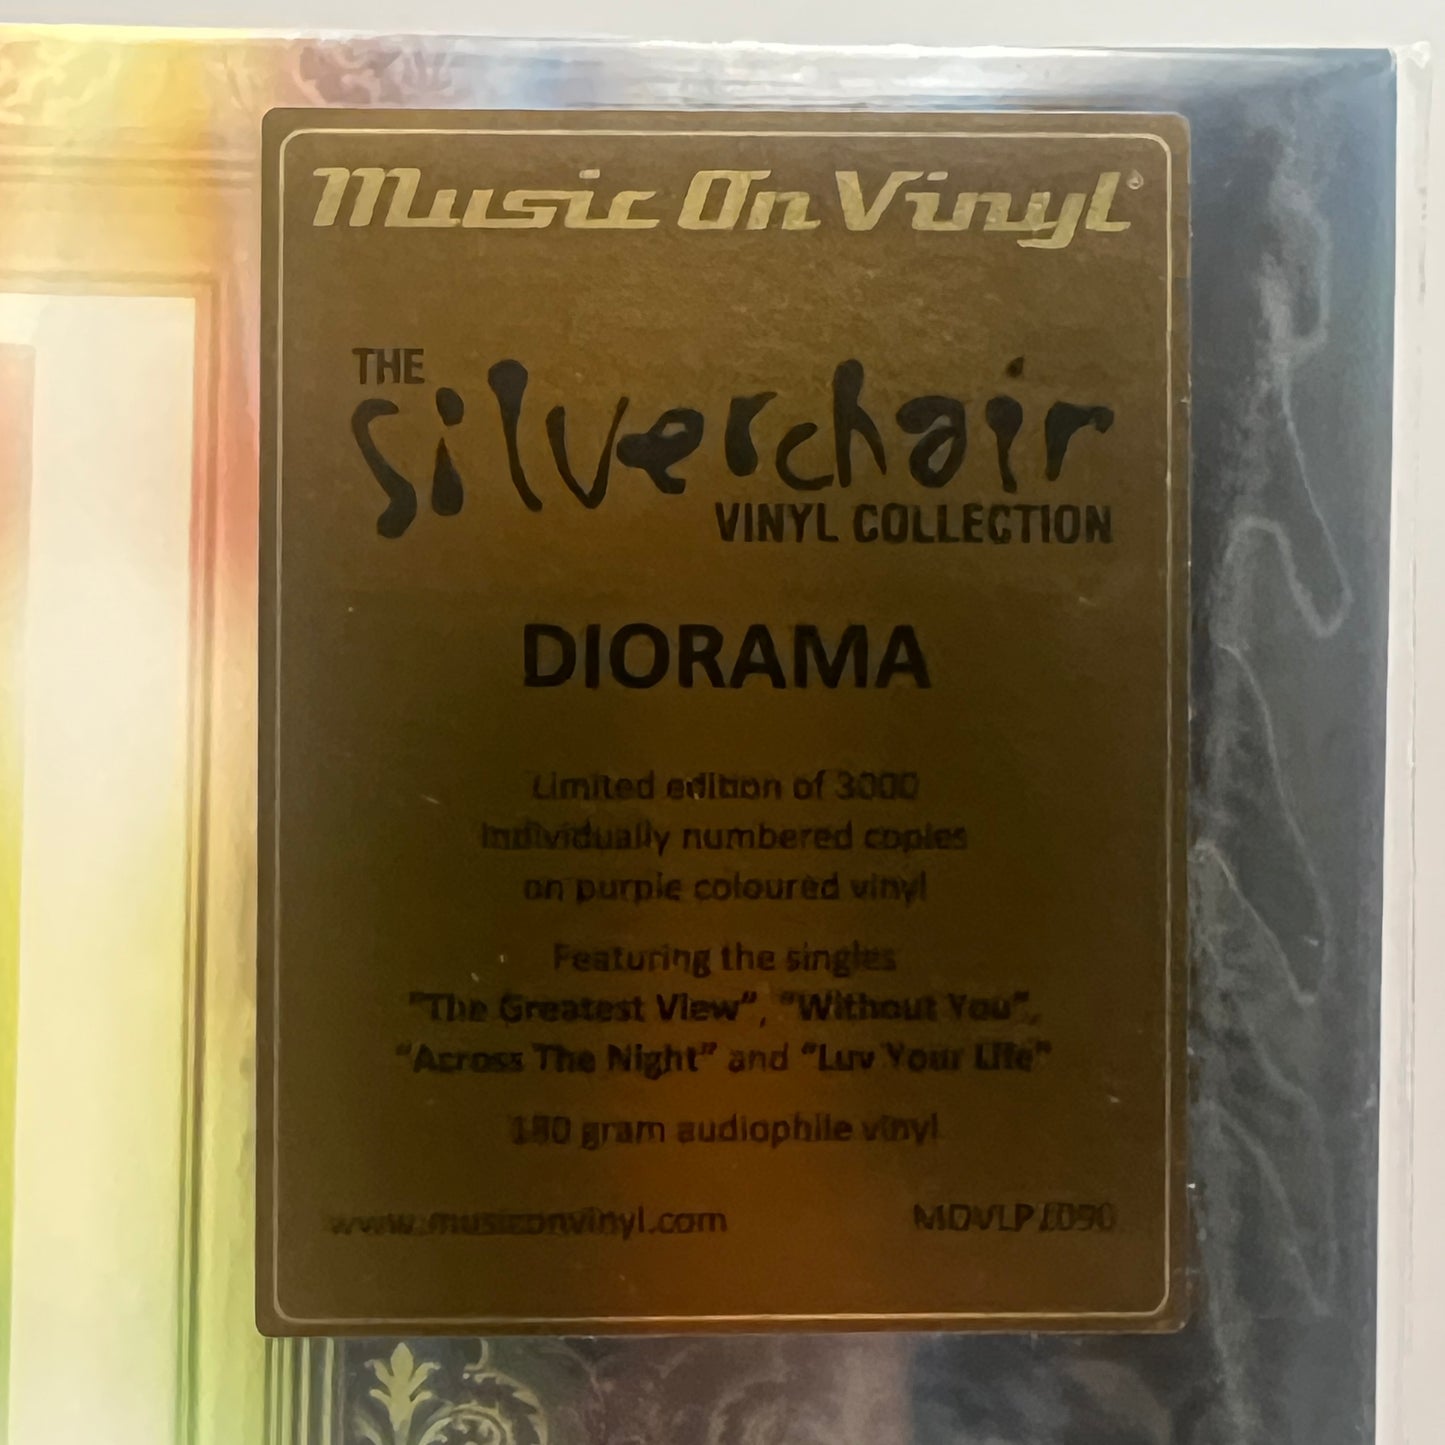 Music On Vinyl
THE
silverchair
VINYL COLLECTION
DIORAMA
Limited edition of 3000
individually numbered copies
on purple coloured vinyl
Featuring the singles
"The Greatest View", "Without You",
"Across The Night" and "Luv Your Life"
180 gram audiophile vinyl
www.musiconvinyl.com